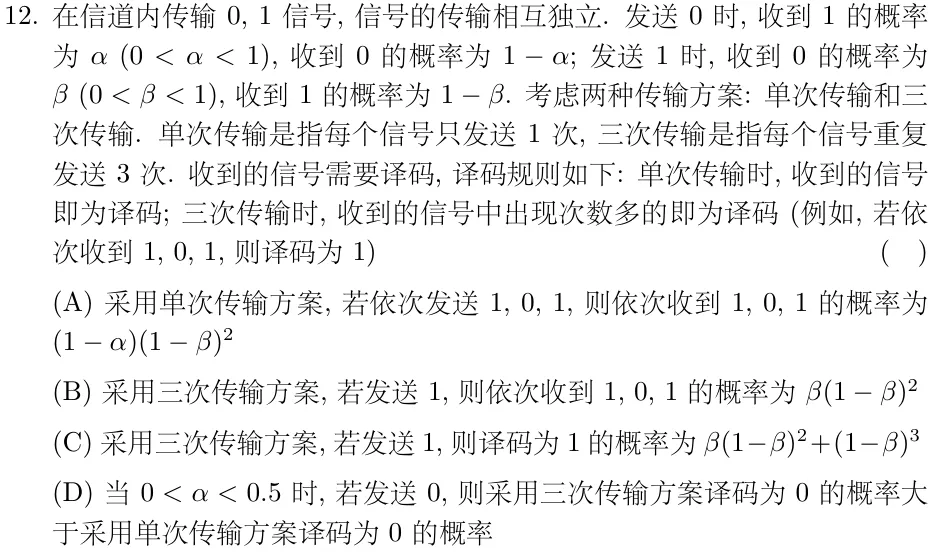 12. 在信道内传输 0, 1 信号, 信号的传输相互独立. 发送 0 时, 收到 1 的概率
为 α (0 < α < 1), 收到 0 的概率为 1 − α; 发送 1 时, 收到 0 的概率为
β (0 < β < 1), 收到 1 的概率为 1 − β. 考虑两种传输方案: 单次传输和三
次传输. 单次传输是指每个信号只发送 1 次, 三次传输是指每个信号重复
发送 3 次. 收到的信号需要译码, 译码规则如下: 单次传输时, 收到的信号
即为译码; 三次传输时, 收到的信号中出现次数多的即为译码 (例如, 若依
次收到 1, 0, 1, 则译码为 1) ( )
(A) 采用单次传输方案, 若依次发送 1, 0, 1, 则依次收到 1, 0, 1 的概率为
(1 − α)(1 − β)²
(B) 采用三次传输方案, 若发送 1, 则依次收到 1, 0, 1 的概率为 β(1 − β)²
(C) 采用三次传输方案, 若发送 1, 则译码为 1 的概率为 β(1−β)²+(1−β)³
(D) 当 0 < α < 0.5 时, 若发送 0, 则采用三次传输方案译码为 0 的概率大
于采用单次传输方案译码为 0 的概率